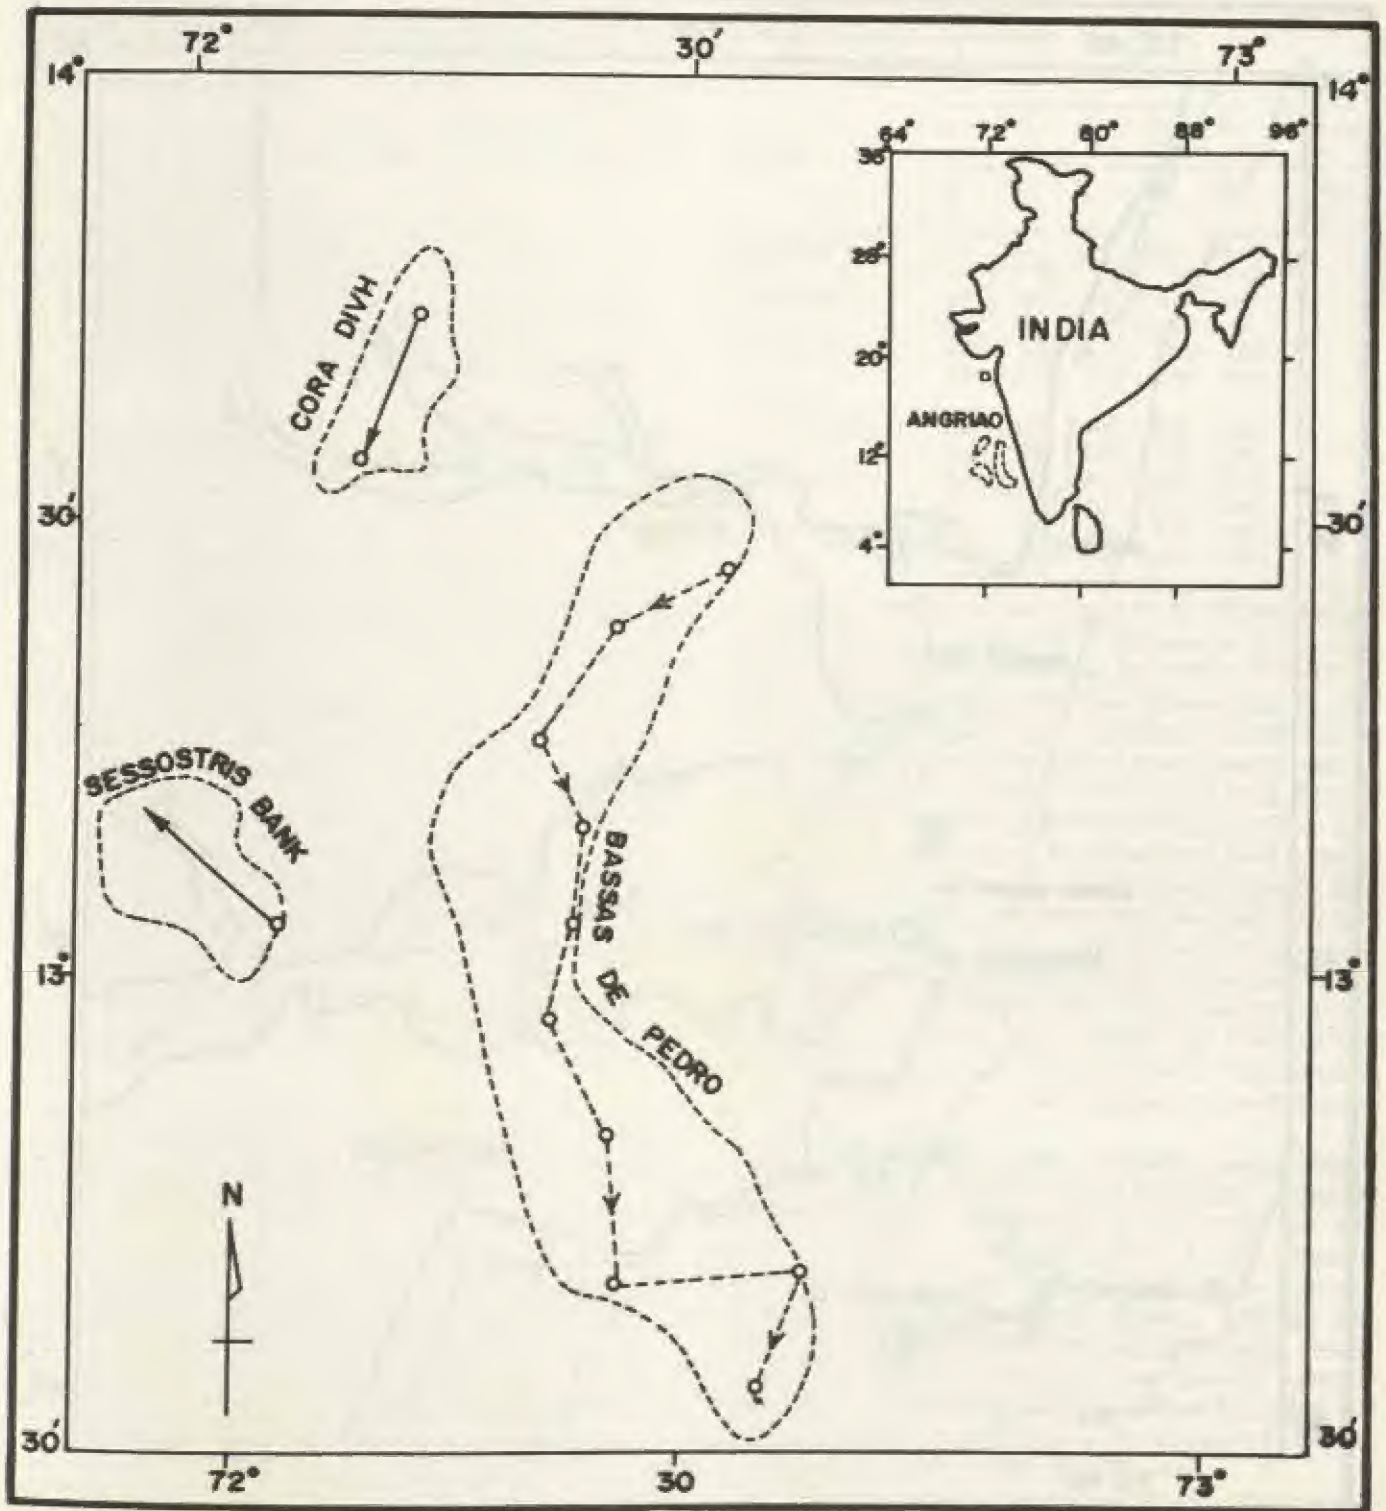 72° 30′ 73°
14° 14°
64° 72° 80° 88° 96°
36°
28°
INDIA
20°
ANGRIAO
12°
4°
CORA DIVH
30′ 30′
SESSOSTRIS BANK
BASSAS DE PEDRO
13° 13°
N
30′ 30′
72° 30 73°